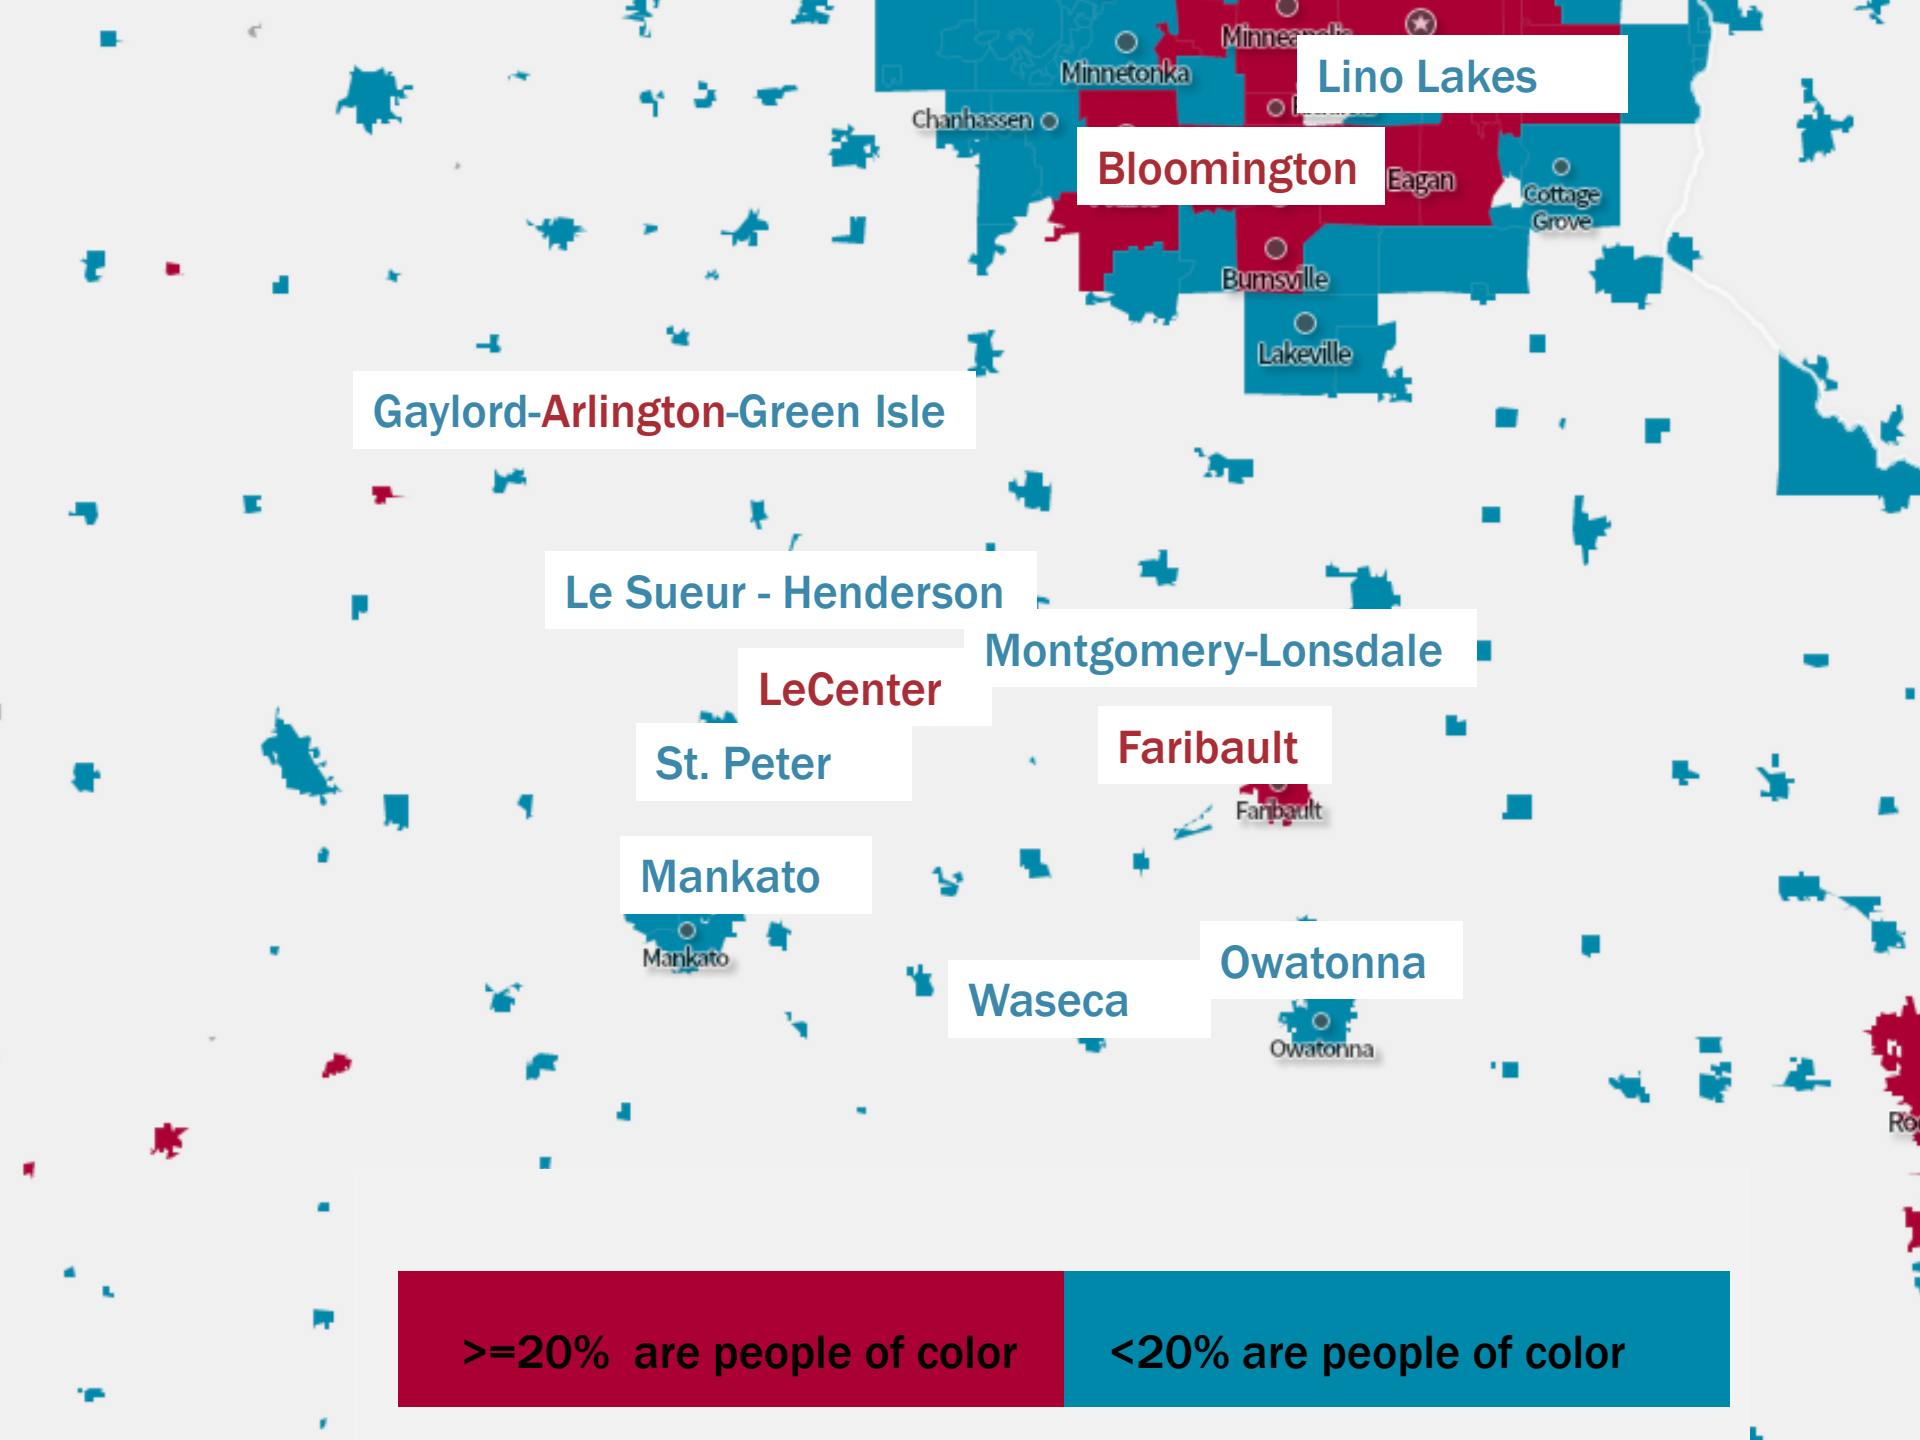 Minneapolis
Lino Lakes
Minnetonka
Chanhassen
Bloomington
Eagan
Cottage
Grove
Burnsville
Lakeville
Gaylord-Arlington-Green Isle
Le Sueur - Henderson
Montgomery-Lonsdale
LeCenter
Faribault
St. Peter
Faribault
Mankato
Mankato
Owatonna
Waseca
Owatonna
>=20%  are people of color
<20% are people of color